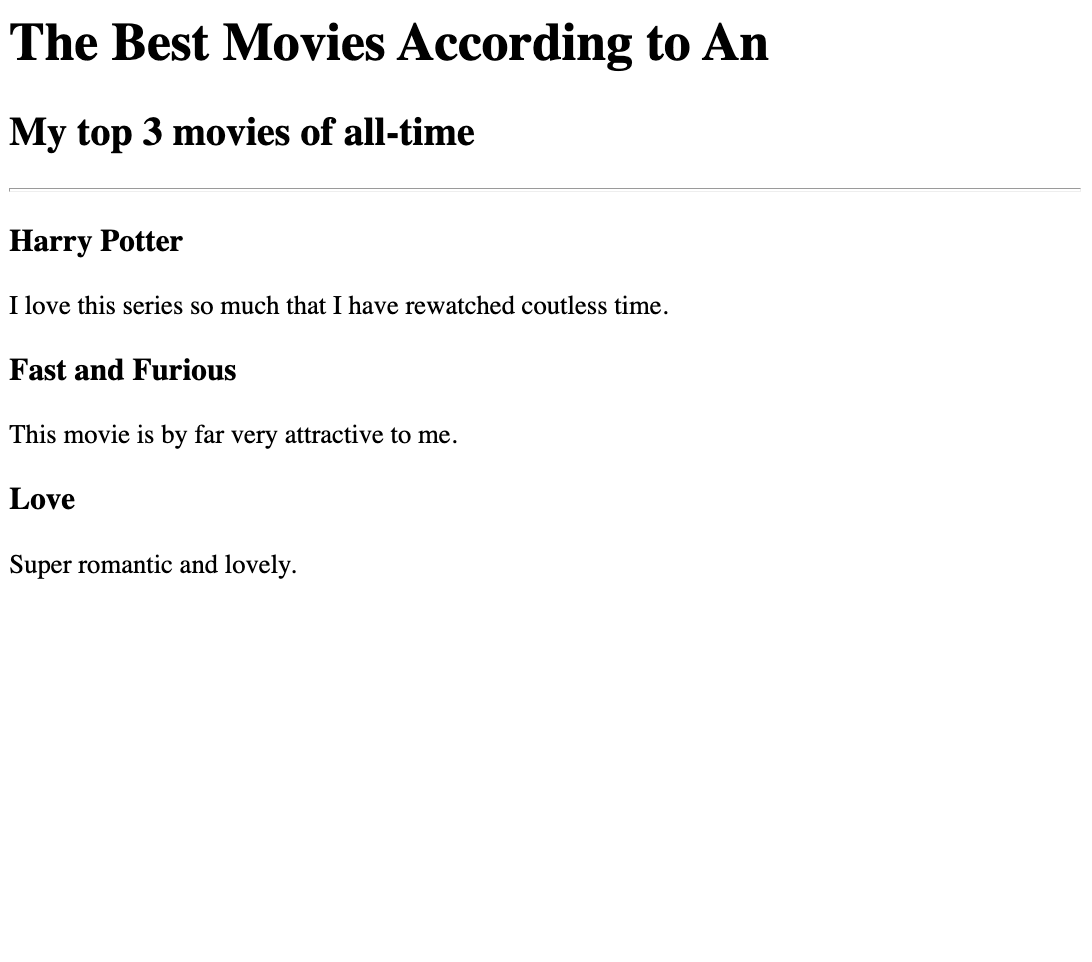 The Best Movies According to An
My top 3 movies of all-time
Harry Potter
I love this series so much that I have rewatched coutless time.
Fast and Furious
This movie is by far very attractive to me.
Love
Super romantic and lovely.